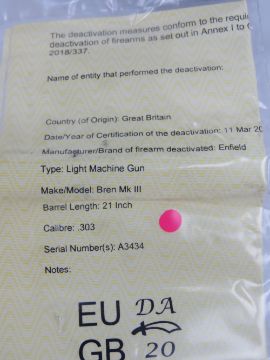 The deactivation measures conform to the
deactivation of firearms as set out in Annex I to
2018/337.
Name of entity that performed the deactivation:
Country (of Origin): Great Britain
Date/Year of Certification of the deactivation: 11 Mar
Manufacturer/Brand of firearm deactivated: Enfield
Type: Light Machine Gun
Make/Model: Bren Mk III
Barrel Length: 21 Inch
Calibre: .303
Serial Number(s): A3434
Notes:
EU DA
GB 20